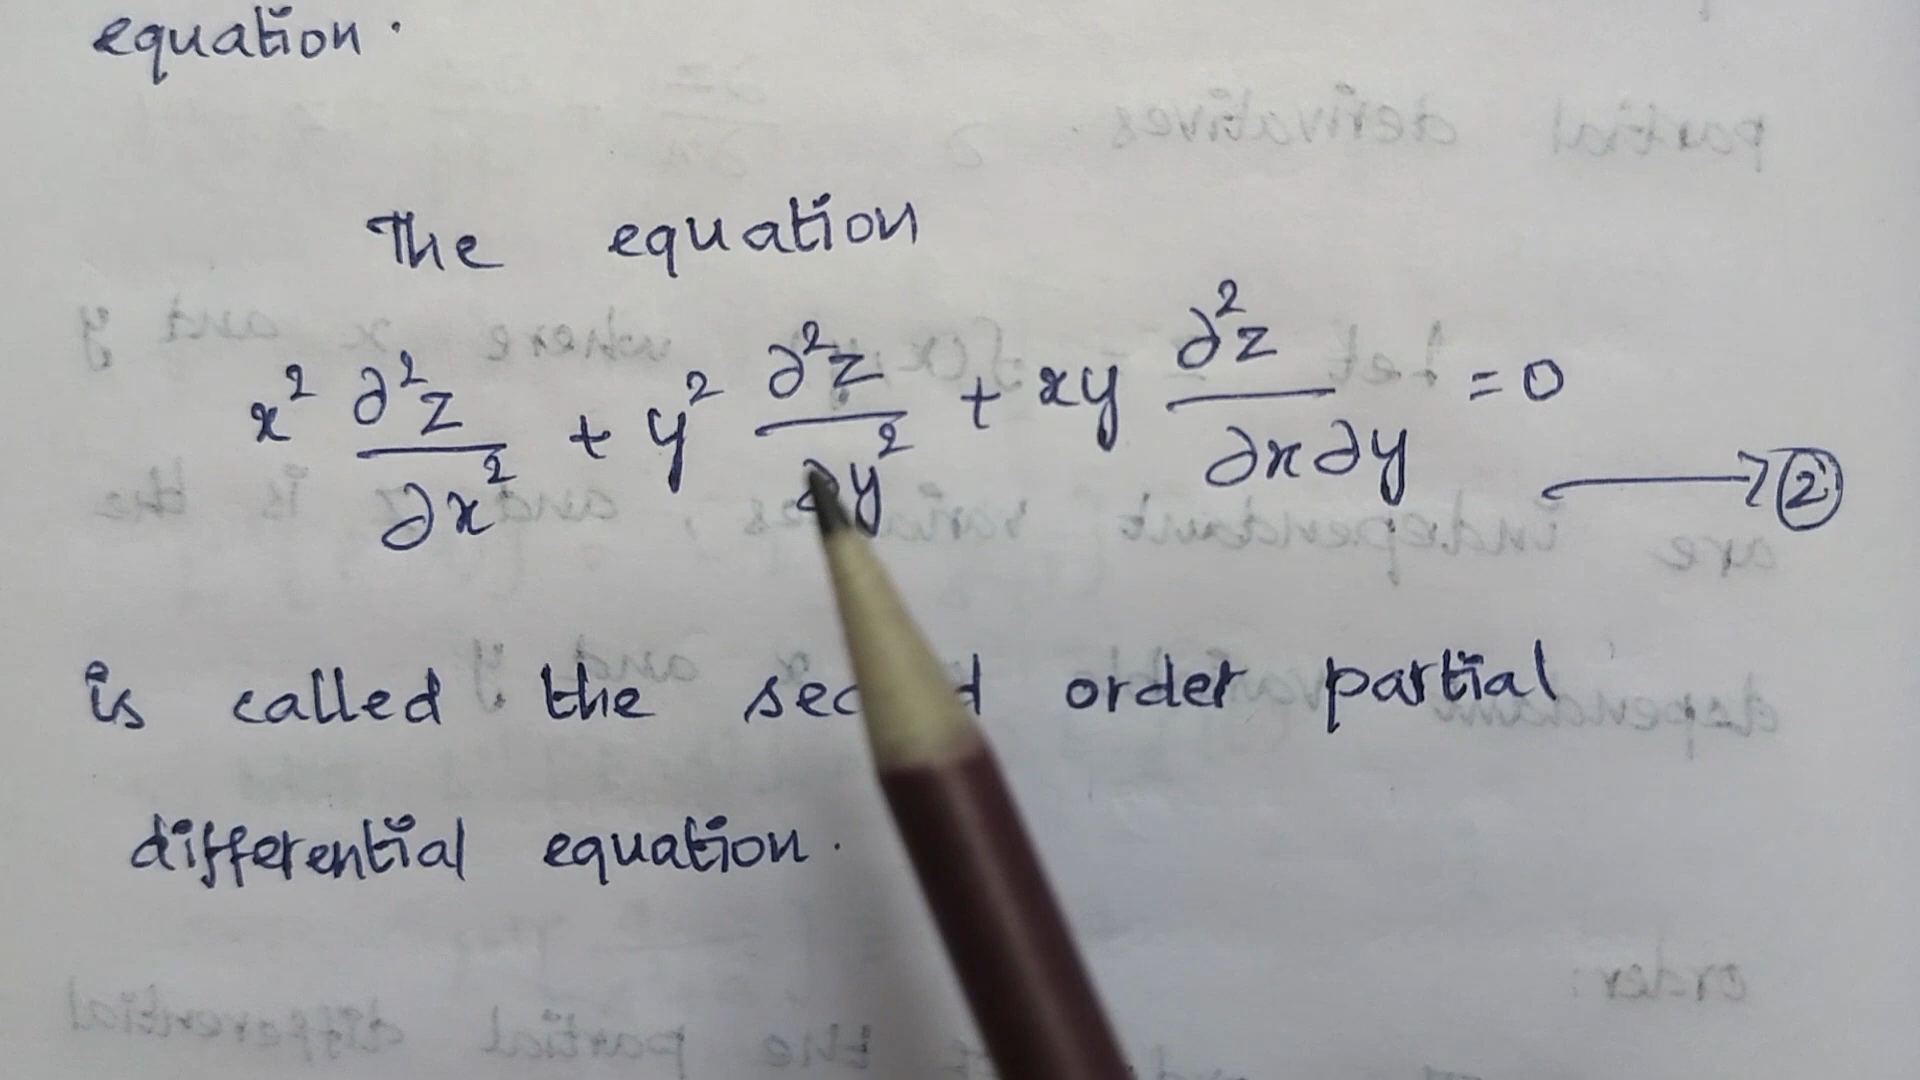 equation.
The equation
x² ∂²z/∂x² + y² ∂²z/∂y² + xy ∂²z/∂x∂y = 0 → ②
is called the second order partial
differential equation.